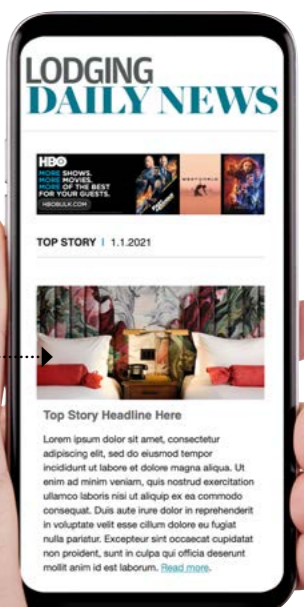 LODGING
DAILY NEWS
HBO
MORE SHOWS.
MORE MOVIES.
MORE OF THE BEST
FOR YOUR GUESTS.
HBOBULK.COM
WESTWORLD
TOP STORY | 1.1.2021
Top Story Headline Here
Lorem ipsum dolor sit amet, consectetur
adipiscing elit, sed do eiusmod tempor
incididunt ut labore et dolore magna aliqua. Ut
enim ad minim veniam, quis nostrud exercitation
ullamco laboris nisi ut aliquip ex ea commodo
consequat. Duis aute irure dolor in reprehenderit
in voluptate velit esse cillum dolore eu fugiat
nulla pariatur. Excepteur sint occaecat cupidatat
non proident, sunt in culpa qui officia deserunt
mollit anim id est laborum. Read more.